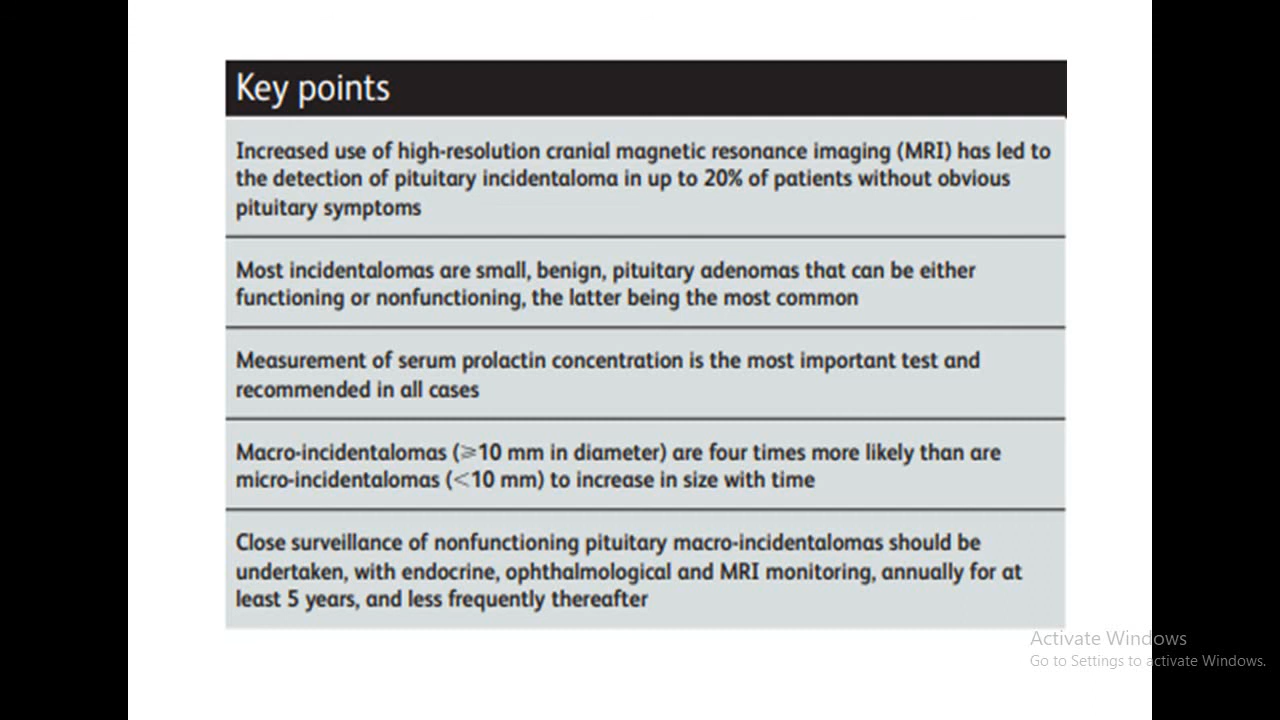 Key points
Increased use of high-resolution cranial magnetic resonance imaging (MRI) has led to
the detection of pituitary incidentaloma in up to 20% of patients without obvious
pituitary symptoms
Most incidentalomas are small, benign, pituitary adenomas that can be either
functioning or nonfunctioning, the latter being the most common
Measurement of serum prolactin concentration is the most important test and
recommended in all cases
Macro-incidentalomas (⩾10 mm in diameter) are four times more likely than are
micro-incidentalomas (<10 mm) to increase in size with time
Close surveillance of nonfunctioning pituitary macro-incidentalomas should be
undertaken, with endocrine, ophthalmological and MRI monitoring, annually for at
least 5 years, and less frequently thereafter
Activate Windows
Go to Settings to activate Windows.